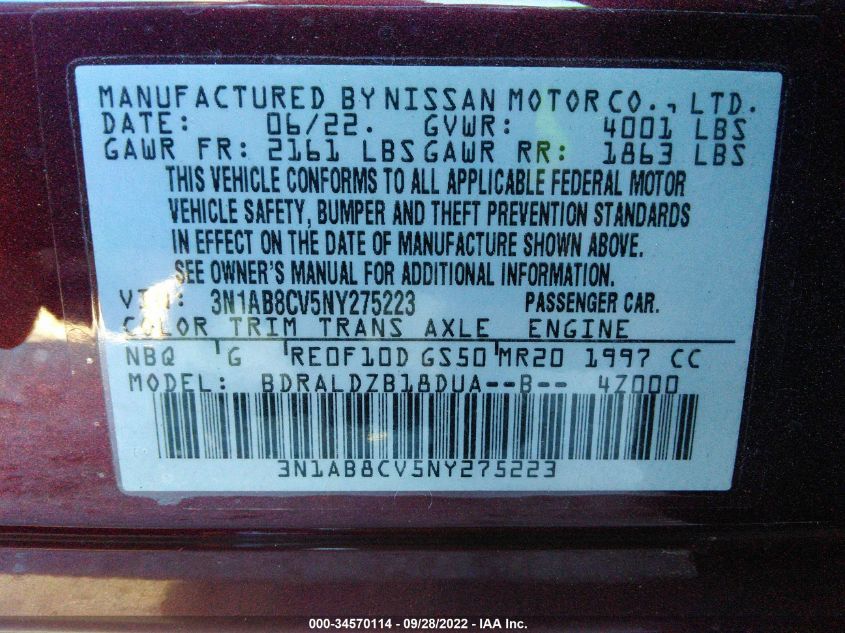 MANUFACTURED BY NISSAN MOTOR CO., LTD.
DATE: 06/22. GVWR: 4001 LBS
GAWR FR: 2161 LBS GAWR RR: 1863 LBS
THIS VEHICLE CONFORMS TO ALL APPLICABLE FEDERAL MOTOR
VEHICLE SAFETY, BUMPER AND THEFT PREVENTION STANDARDS
IN EFFECT ON THE DATE OF MANUFACTURE SHOWN ABOVE.
SEE OWNER'S MANUAL FOR ADDITIONAL INFORMATION.
VIN: 3N1AB8CV5NY275223 PASSENGER CAR.
COLOR TRIM TRANS AXLE ENGINE
NBQ G RE0F10D GS50 MR20 1997 CC
MODEL: BDRALDZB18DUA--B-- 4Z000
3N1AB8CV5NY275223
000-34570114 - 09/28/2022 - IAA Inc.